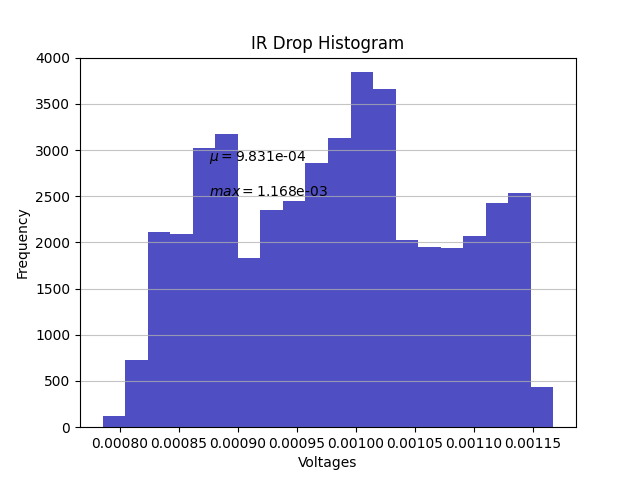 IR Drop Histogram
4000
3500
3000
2500
2000
1500
1000
500
0
Frequency
μ = 9.831e-04
max = 1.168e-03
0.00080 0.00085 0.00090 0.00095 0.00100 0.00105 0.00110 0.00115
Voltages